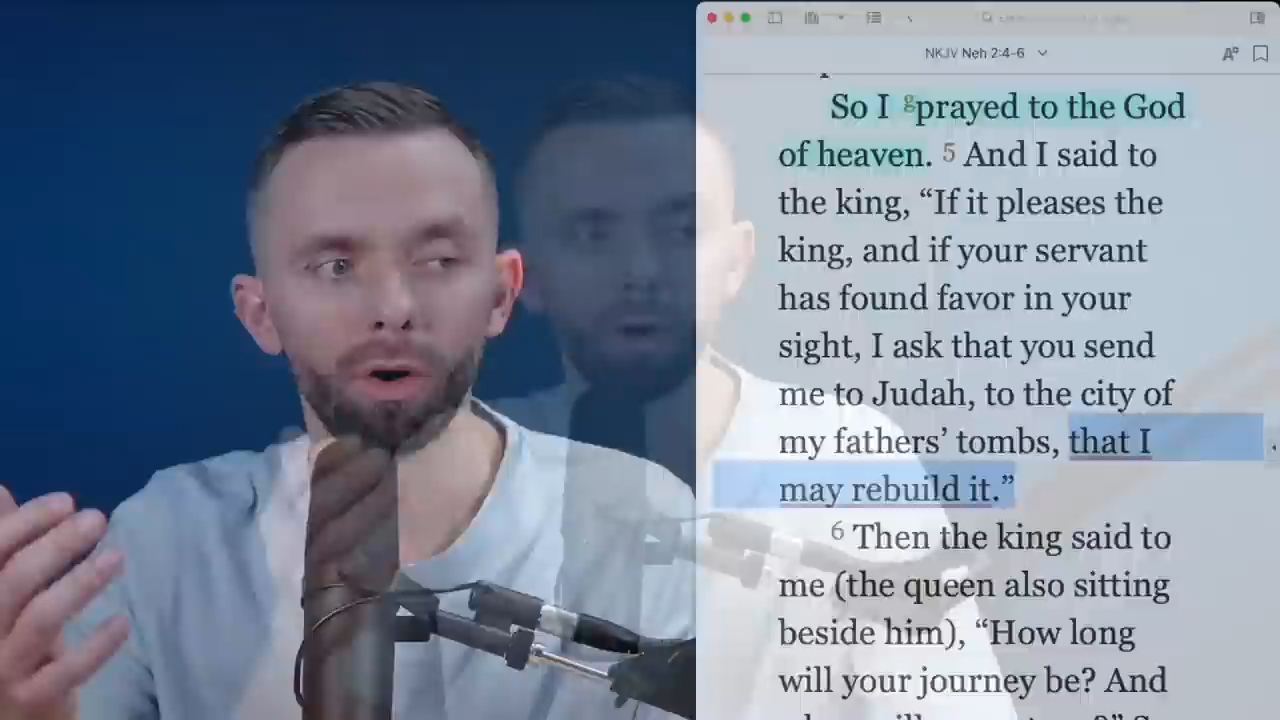 NKJV Neh 2:4-6
So I gprayed to the God
of heaven. 5 And I said to
the king, “If it pleases the
king, and if your servant
has found favor in your
sight, I ask that you send
me to Judah, to the city of
my fathers’ tombs, that I
may rebuild it.”
6 Then the king said to
me (the queen also sitting
beside him), “How long
will your journey be? And